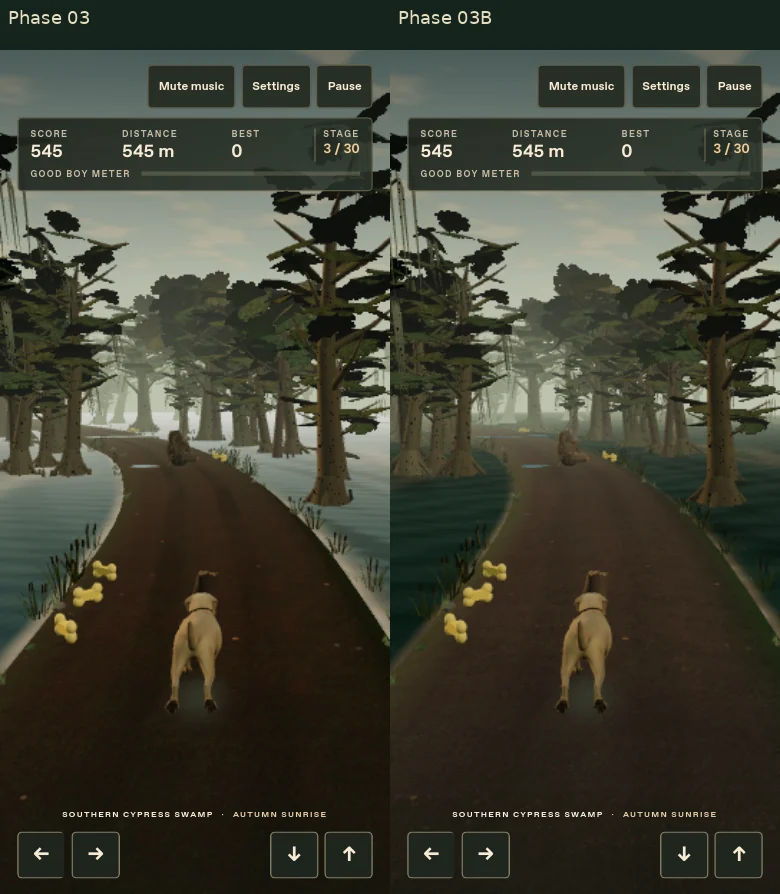 Phase 03
Mute music Settings Pause
SCORE DISTANCE BEST STAGE
545 545 m 0 3 / 30
GOOD BOY METER
SOUTHERN CYPRESS SWAMP · AUTUMN SUNRISE
← → ↓ ↑
Phase 03B
Mute music Settings Pause
SCORE DISTANCE BEST STAGE
545 545 m 0 3 / 30
GOOD BOY METER
SOUTHERN CYPRESS SWAMP · AUTUMN SUNRISE
← → ↓ ↑